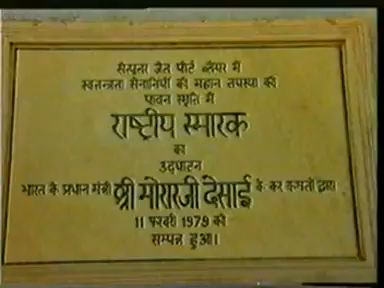 सेल्यूलर जेल पोर्ट ब्लेयर में
स्वतन्त्रता सेनानियों की महान तपस्या की
पावन स्मृति में
राष्ट्रीय स्मारक
का
उद्घाटन
भारत के प्रधान मंत्री श्री मोरारजी देसाई के कर कमलों द्वारा
11 फरवरी 1979 को
सम्पन्न हुआ।